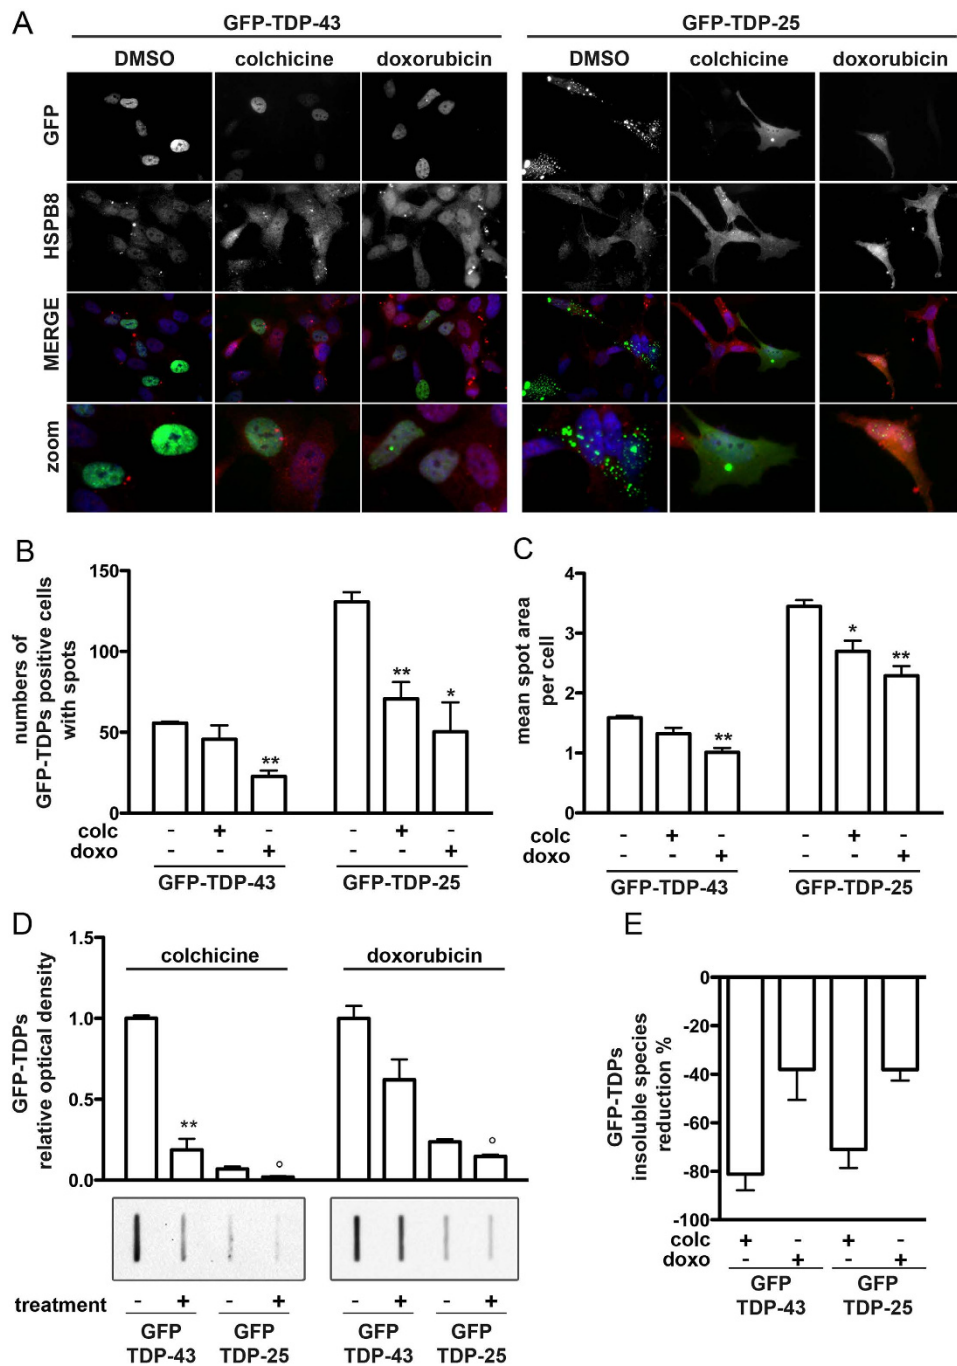 A
GFP-TDP-43 GFP-TDP-25
DMSO colchicine doxorubicin DMSO colchicine doxorubicin
GFP
HSPB8
MERGE
zoom
B
numbers of
GFP-TDPs positive cells
with spots
150
100
50
0
** ** *
colc - + - - + -
doxo - - + - - +
GFP-TDP-43 GFP-TDP-25
C
mean spot area
per cell
4
3
2
1
0
** * **
colc - + - - + -
doxo - - + - - +
GFP-TDP-43 GFP-TDP-25
D
GFP-TDPs
relative optical density
1.5
1.0
0.5
0.0
colchicine doxorubicin
** ° °
treatment - + - + - + - +
GFP GFP GFP GFP
TDP-43 TDP-25 TDP-43 TDP-25
E
GFP-TDPs
insoluble species
reduction %
0
-20
-40
-60
-80
-100
colc + - + -
doxo - + - +
GFP GFP
TDP-43 TDP-25